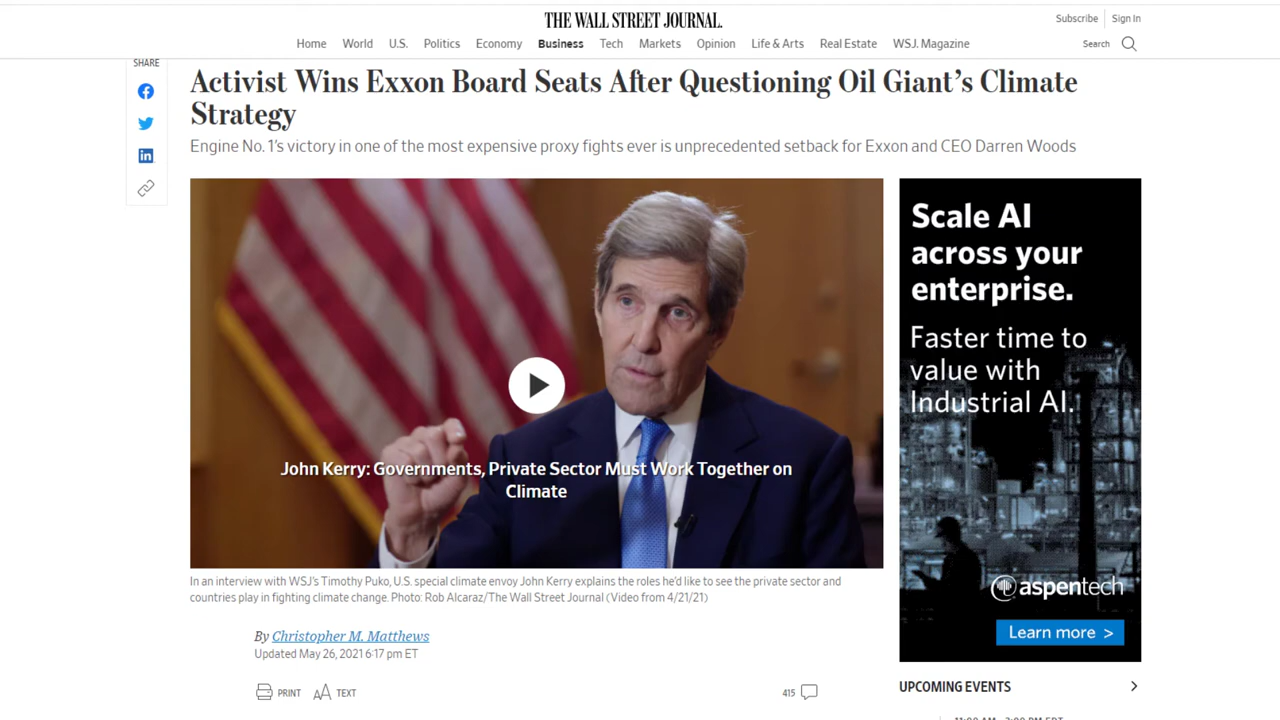 THE WALL STREET JOURNAL.
Subscribe
Sign In
Home World U.S. Politics Economy Business Tech Markets Opinion Life & Arts Real Estate WSJ. Magazine
Search
SHARE
Activist Wins Exxon Board Seats After Questioning Oil Giant’s Climate
Strategy
Engine No. 1’s victory in one of the most expensive proxy fights ever is unprecedented setback for Exxon and CEO Darren Woods
John Kerry: Governments, Private Sector Must Work Together on
Climate
In an interview with WSJ’s Timothy Puko, U.S. special climate envoy John Kerry explains the roles he’d like to see the private sector and
countries play in fighting climate change. Photo: Rob Alcaraz/The Wall Street Journal (Video from 4/21/21)
By Christopher M. Matthews
Updated May 26, 2021 6:17 pm ET
PRINT
TEXT
415
Scale AI
across your
enterprise.
Faster time to
value with
Industrial AI.
aspentech
Learn more >
UPCOMING EVENTS